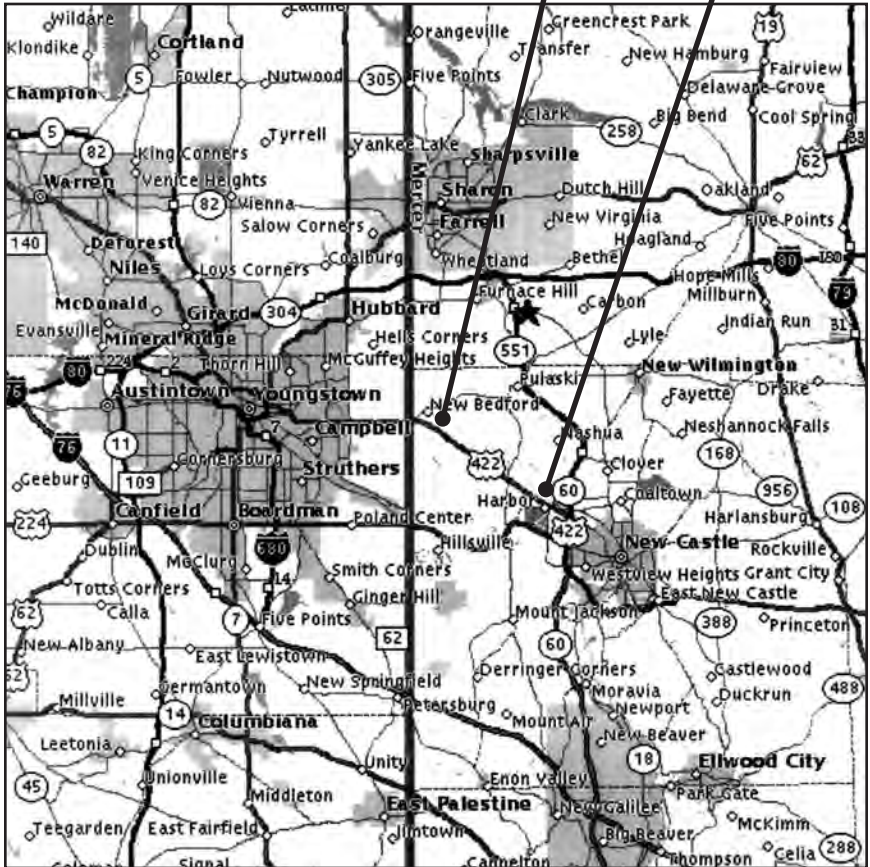 Wildare
Latimer
Orangeville
Greencrest Park
19
Klondike
Cortland
Transfer
New Hamburg
Fairview
5
Fowler
Nutwood
305
Five Points
Delaware Grove
Champion
Clark
Big Bend
Cool Spring
5
Tyrrell
258
82
King Corners
Yankee Lake
Sharpsville
62
Warren
Venice Heights
Mercer
Sharon
Dutch Hill
Oakland
82
Vienna
Farrell
New Virginia
Five Points
140
Salow Corners
Hoagland
Deforest
Coalburg
Wheatland
Bethel
80
Niles
Loys Corners
Hope Mills
79
McDonald
304
Hubbard
Furnace Hill
Carbon
Millburn
Evansville
Girard
Indian Run
31
Mineral Ridge
Hells Corners
Lyle
224
2
Thorn Hill
McGuffey Heights
551
New Wilmington
80
Pulaski
Drake
76
Austintown
Youngstown
New Bedford
Fayette
11
7
Campbell
Nashua
Neshannock Falls
76
Cornersburg
Struthers
422
Clover
168
Geeburg
109
60
Coaltown
956
108
224
Canfield
Boardman
Poland Center
Harbor
422
Harlansburg
Dublin
680
Hillsville
New Castle
Rockville
McClurg
14
Smith Corners
Westview Heights
Grant City
Totts Corners
Ginger Hill
East New Castle
62
Calla
7
Five Points
62
Mount Jackson
388
Princeton
New Albany
East Lewistown
60
62
Derringer Corners
Castlewood
488
Germantown
New Springfield
Moravia
Duckrun
Millville
Petersburg
Newport
14
Columbiana
Mount Air
New Beaver
Leetonia
18
Unity
Ellwood City
45
Unionville
Enon Valley
Park Gate
Middleton
East Palestine
New Galilee
McKimm
Teegarden
East Fairfield
Jimtown
Big Beaver
288
Signal
Cannelton
Thompson
Celia